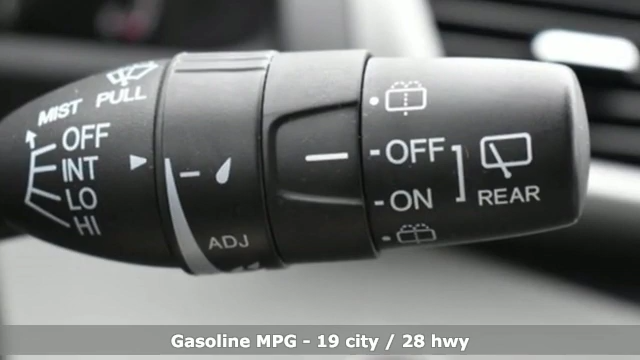 MIST PULL
OFF
INT
LO
HI
ADJ
OFF
ON
REAR
Gasoline MPG - 19 city / 28 hwy